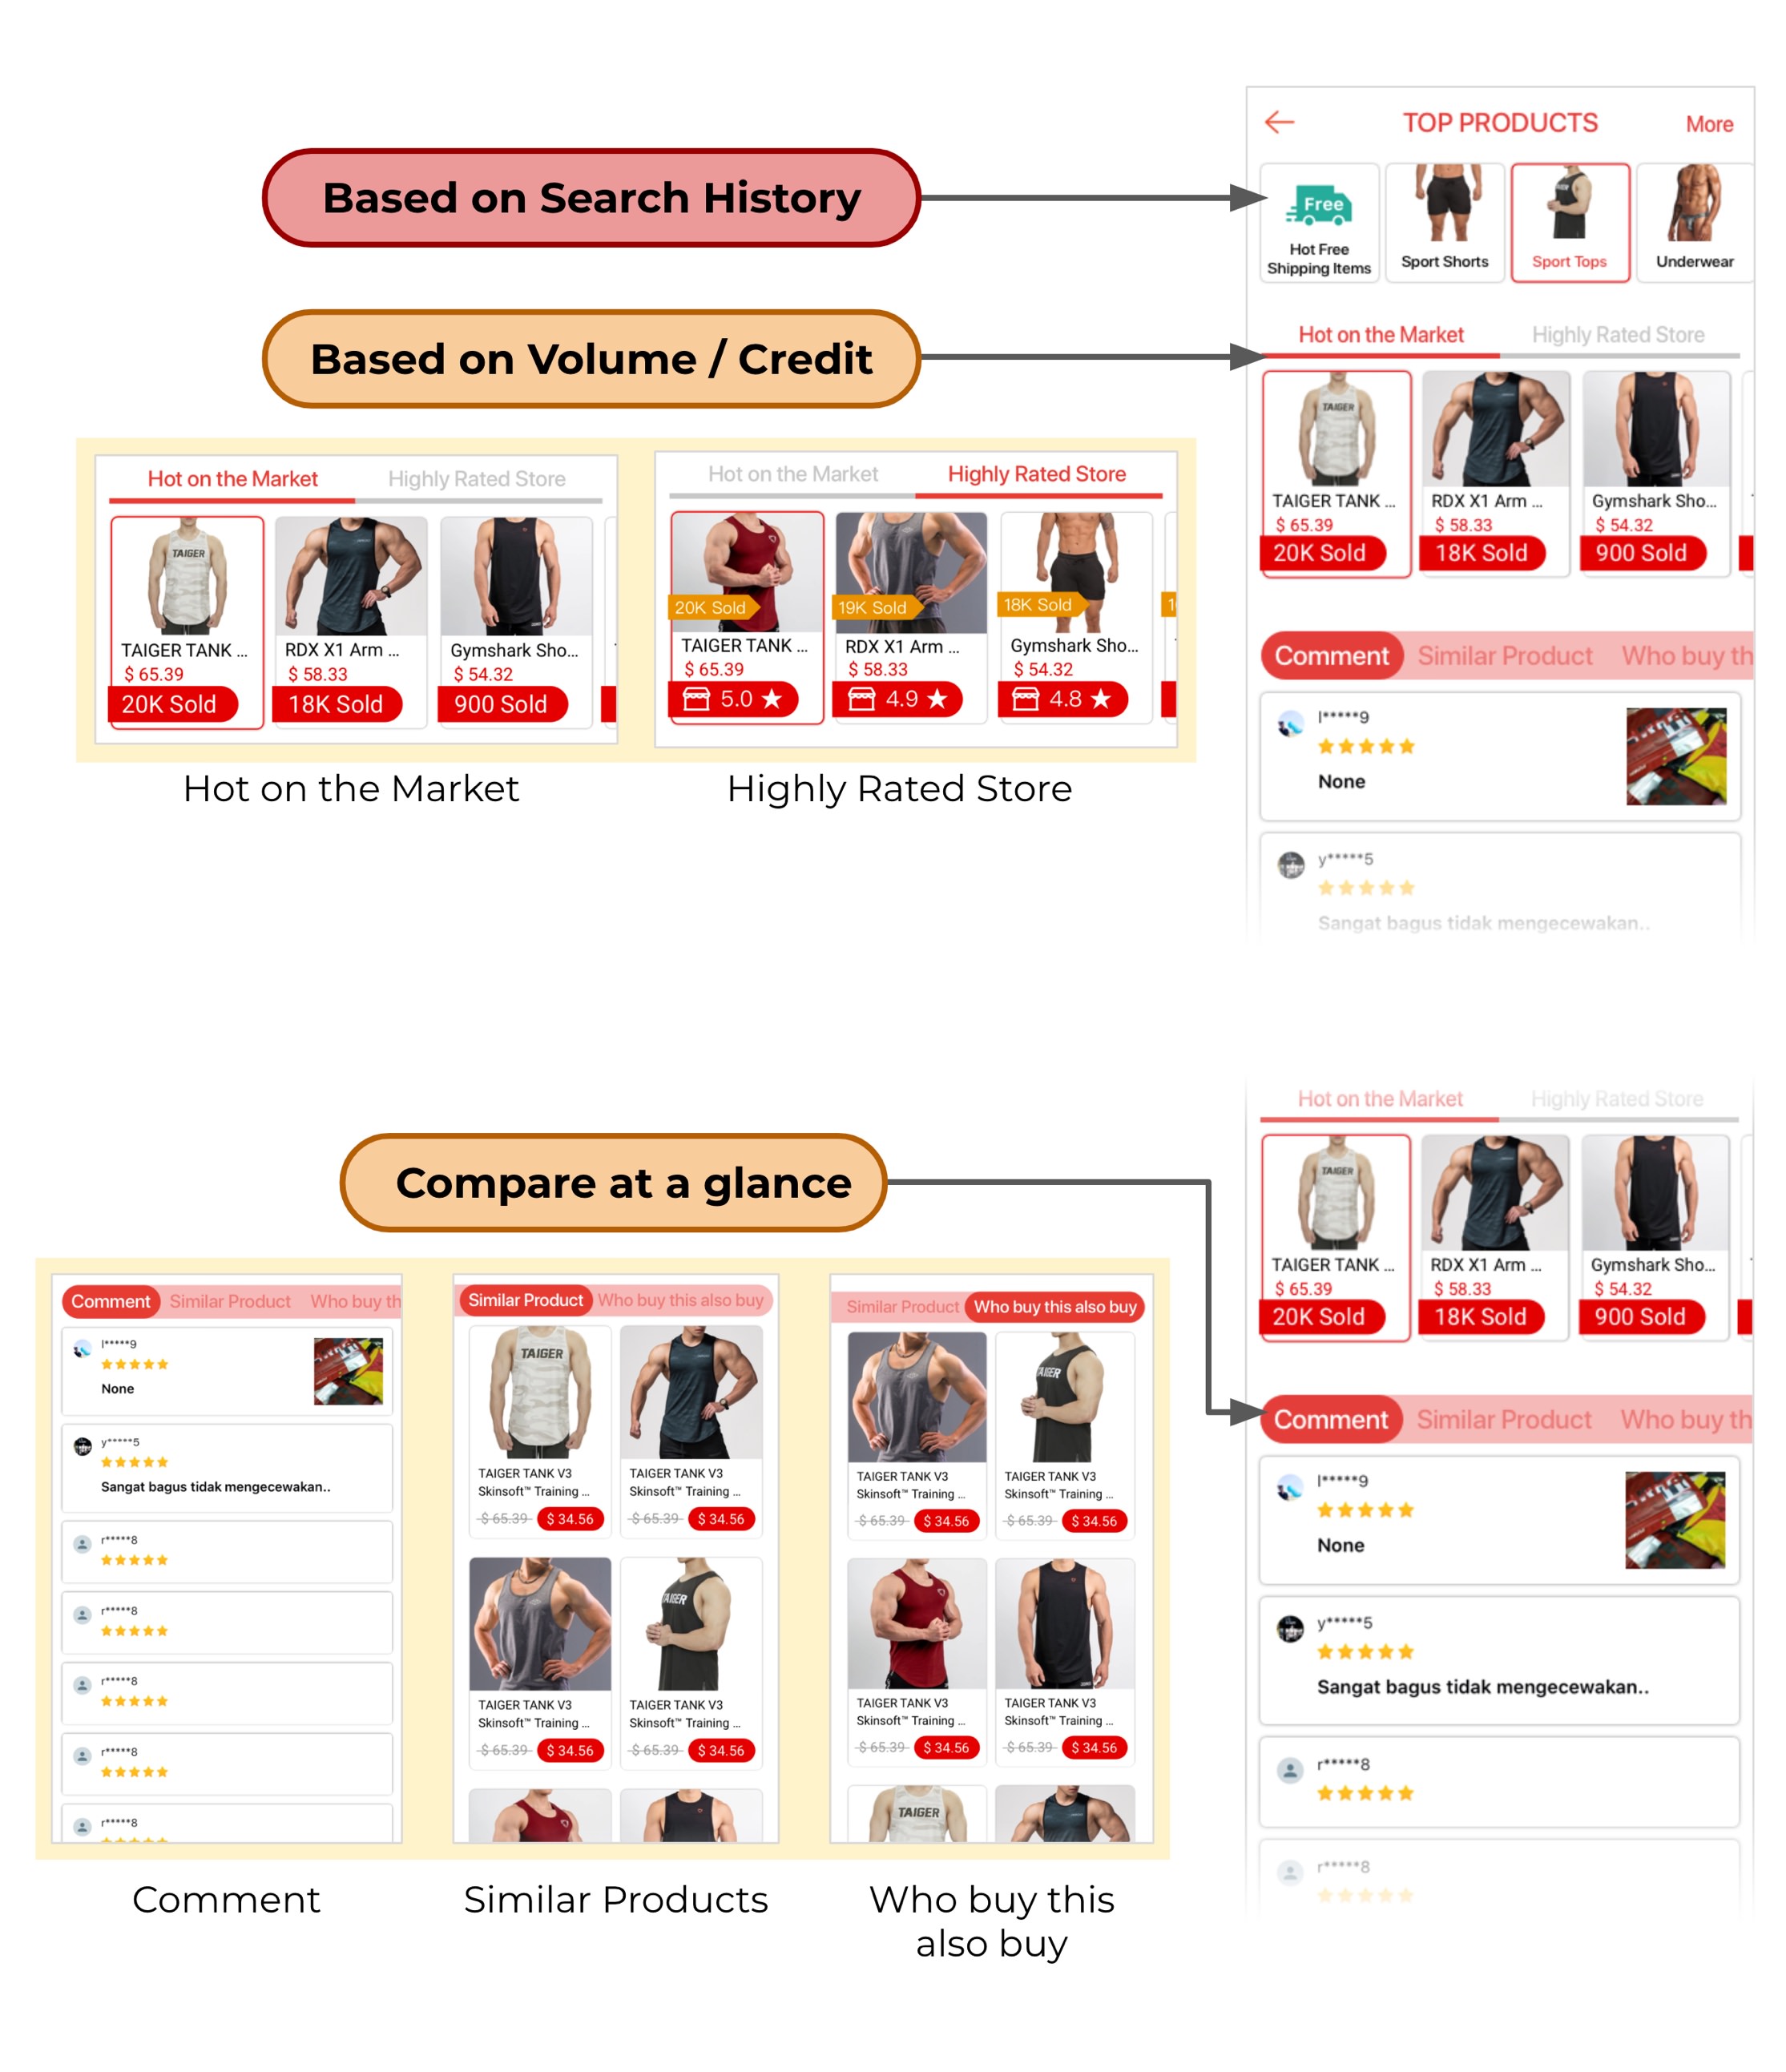 TOP PRODUCTS
More
Based on Search History
Free
Hot Free
Shipping Items
Sport Shorts
Sport Tops
Underwear
Based on Volume / Credit
Hot on the Market
Highly Rated Store
TAIGER
TAIGER TANK ...
$ 65.39
20K Sold
RDX X1 Arm ...
$ 58.33
18K Sold
Gymshark Sho...
$ 54.32
900 Sold
Comment
Similar Product
Who buy th
l*****9
None
y*****5
Sangat bagus tidak mengecewakan..
Hot on the Market
Highly Rated Store
TAIGER
TAIGER TANK ...
$ 65.39
20K Sold
RDX X1 Arm ...
$ 58.33
18K Sold
Gymshark Sho...
$ 54.32
900 Sold
Hot on the Market
Hot on the Market
Highly Rated Store
20K Sold
TAIGER TANK ...
$ 65.39
5.0
19K Sold
RDX X1 Arm ...
$ 58.33
4.9
18K Sold
Gymshark Sho...
$ 54.32
4.8
Highly Rated Store
Compare at a glance
Hot on the Market
Highly Rated Store
TAIGER
TAIGER TANK ...
$ 65.39
20K Sold
RDX X1 Arm ...
$ 58.33
18K Sold
Gymshark Sho...
$ 54.32
900 Sold
Comment
Similar Product
Who buy th
l*****9
None
y*****5
Sangat bagus tidak mengecewakan..
r*****8
r*****8
Comment
Similar Product
Who buy th
l*****9
None
y*****5
Sangat bagus tidak mengecewakan..
r*****8
r*****8
r*****8
r*****8
r*****8
Comment
Similar Product
Who buy this also buy
TAIGER
TAIGER TANK V3
Skinsoft™ Training ...
$ 65.39
$ 34.56
TAIGER TANK V3
Skinsoft™ Training ...
$ 65.39
$ 34.56
TAIGER TANK V3
Skinsoft™ Training ...
$ 65.39
$ 34.56
TAIGER
TAIGER TANK V3
Skinsoft™ Training ...
$ 65.39
$ 34.56
Similar Products
Similar Product
Who buy this also buy
TAIGER TANK V3
Skinsoft™ Training ...
$ 65.39
$ 34.56
TAIGER
TAIGER TANK V3
Skinsoft™ Training ...
$ 65.39
$ 34.56
TAIGER TANK V3
Skinsoft™ Training ...
$ 65.39
$ 34.56
TAIGER TANK V3
Skinsoft™ Training ...
$ 65.39
$ 34.56
TAIGER
Who buy this
also buy